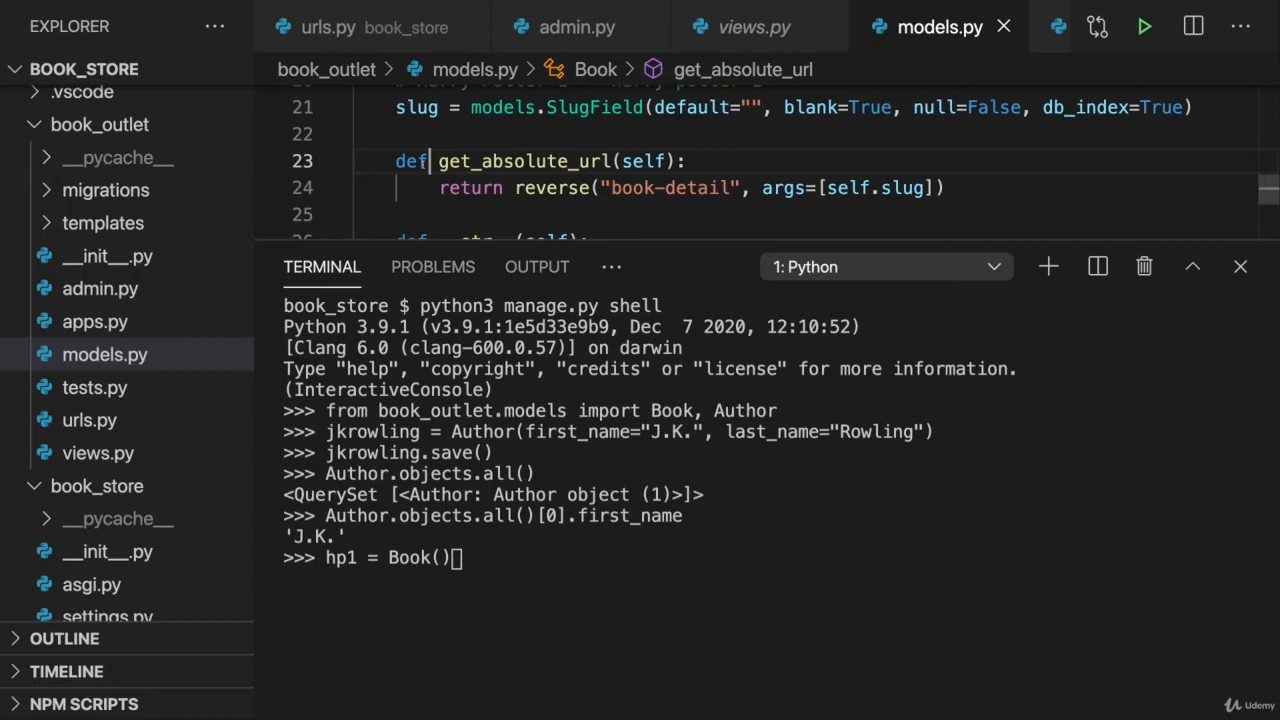 EXPLORER
···
urls.py book_store
admin.py
views.py
models.py
···
BOOK_STORE
book_outlet > models.py > Book > get_absolute_url
.vscode
book_outlet
__pycache__
migrations
templates
__init__.py
admin.py
apps.py
models.py
tests.py
urls.py
views.py
book_store
__pycache__
__init__.py
asgi.py
settings.py
OUTLINE
TIMELINE
NPM SCRIPTS
21 slug = models.SlugField(default="", blank=True, null=False, db_index=True)
22
23 def get_absolute_url(self):
24 return reverse("book-detail", args=[self.slug])
25
TERMINAL PROBLEMS OUTPUT ··· 1: Python
book_store $ python3 manage.py shell
Python 3.9.1 (v3.9.1:1e5d33e9b9, Dec  7 2020, 12:10:52)
[Clang 6.0 (clang-600.0.57)] on darwin
Type "help", "copyright", "credits" or "license" for more information.
(InteractiveConsole)
>>> from book_outlet.models import Book, Author
>>> jkrowling = Author(first_name="J.K.", last_name="Rowling")
>>> jkrowling.save()
>>> Author.objects.all()
<QuerySet [<Author: Author object (1)>]>
>>> Author.objects.all()[0].first_name
'J.K.'
>>> hp1 = Book()
Udemy